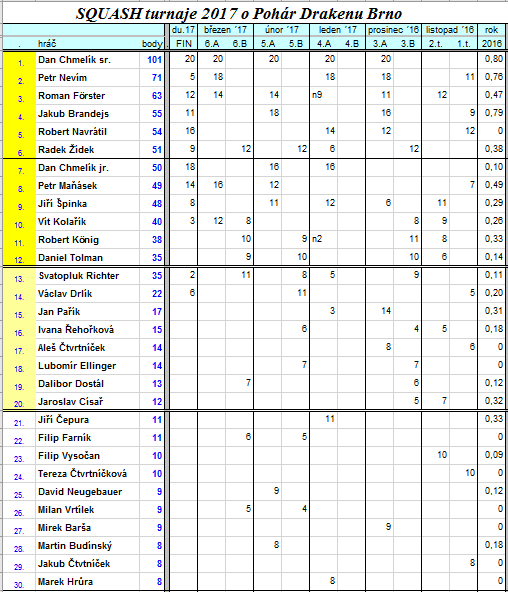 SQUASH turnaje 2017 o Pohár Drakenu Brno
du.17 březen ´17 únor ´17 leden ´17 prosinec ´16 listopad ´16 rok
. hráč body FIN 6.A 6.B 5.A 5.B 4.A 4.B 3.A 3.B 2.t. 1.t. 2016
1. Dan Chmelík sr. 101 20 20 20 20 20 0,80
2. Petr Nevím 71 5 18 18 18 11 0,76
3. Roman Förster 63 12 14 14 n9 11 12 0,47
4. Jakub Brandejs 55 11 18 16 9 0,79
5. Robert Navrátil 54 16 14 12 12 0
6. Radek Žídek 51 9 12 12 6 12 0,38
7. Dan Chmelík jr. 50 18 16 16 0,10
8. Petr Maňásek 49 14 16 12 7 0,49
9. Jiří Špinka 48 8 11 12 6 11 0,29
10. Vít Kolařík 40 3 12 8 8 9 0,26
11. Robert König 38 10 9 n2 11 8 0,33
12. Daniel Tolman 35 9 10 10 6 0,14
13. Svatopluk Richter 35 2 11 8 5 9 0,11
14. Václav Drlík 22 6 11 5 0,20
15. Jan Pařík 17 3 14 0,31
16. Ivana Řehořková 15 6 4 5 0,18
17. Aleš Čtvrtníček 14 8 6 0
18. Lubomír Ellinger 14 7 7 0
19. Dalibor Dostál 13 7 6 0,12
20. Jaroslav Císař 12 5 7 0,32
21. Jiří Čepura 11 11 0,33
22. Filip Farník 11 6 5 0
23. Filip Vysočan 10 10 0,09
24. Tereza Čtvrtníčková 10 10 0
25. David Neugebauer 9 9 0,12
26. Milan Vrtílek 9 5 4 0
27. Mirek Barša 9 9 0
28. Martin Budínský 8 8 0,18
29. Jakub Čtvtníček 8 8 0
30. Marek Hrůra 8 8 0